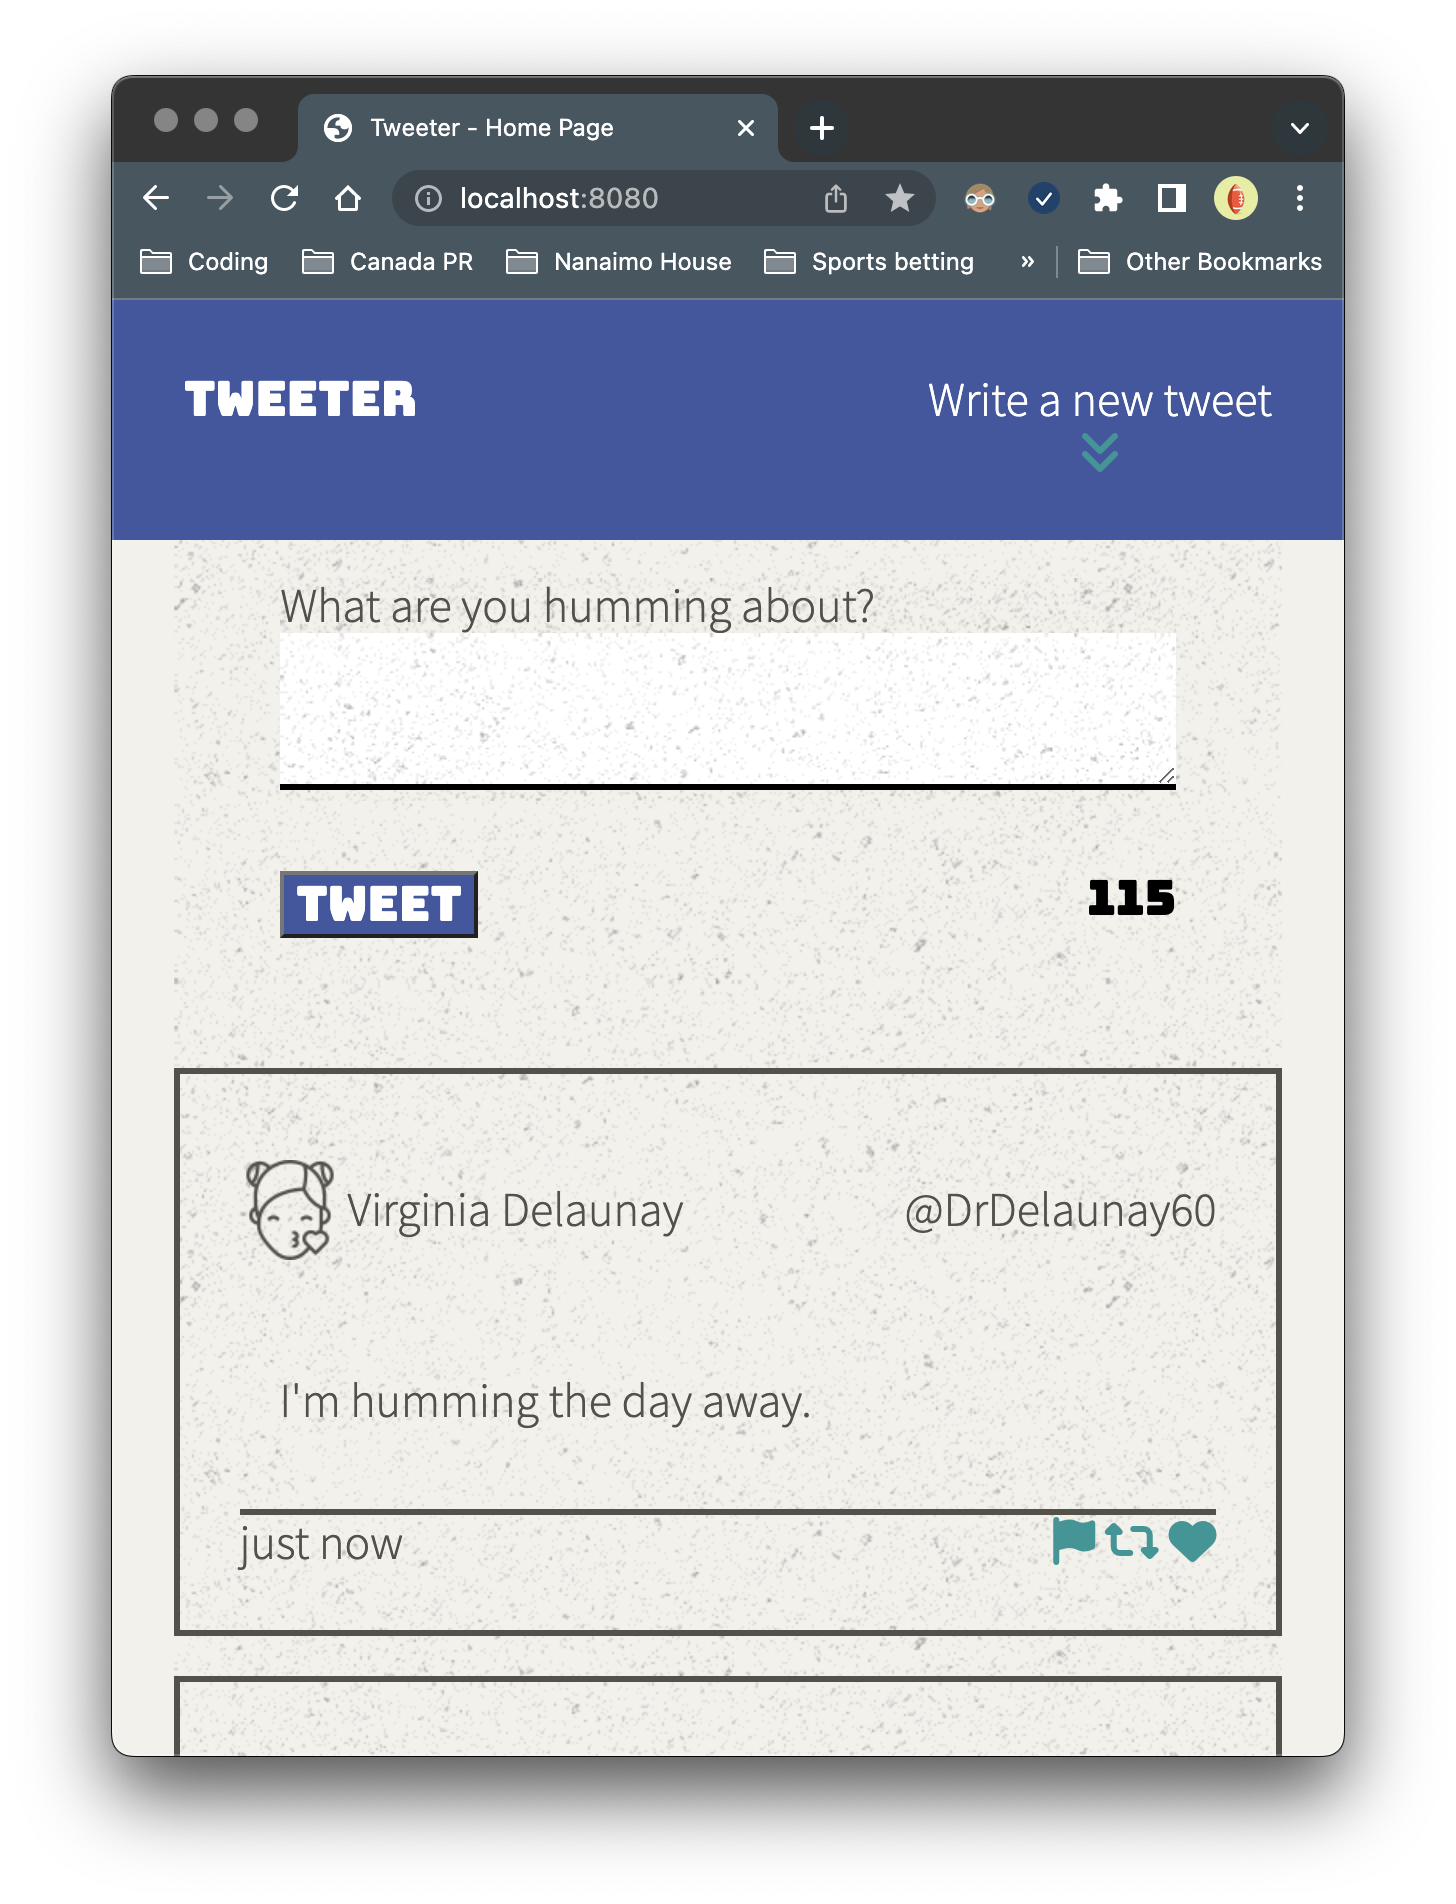 Tweeter - Home Page
localhost:8080
Coding Canada PR Nanaimo House Sports betting » Other Bookmarks
TWEETER Write a new tweet
What are you humming about?
TWEET 115
Virginia Delaunay @DrDelaunay60
I'm humming the day away.
just now